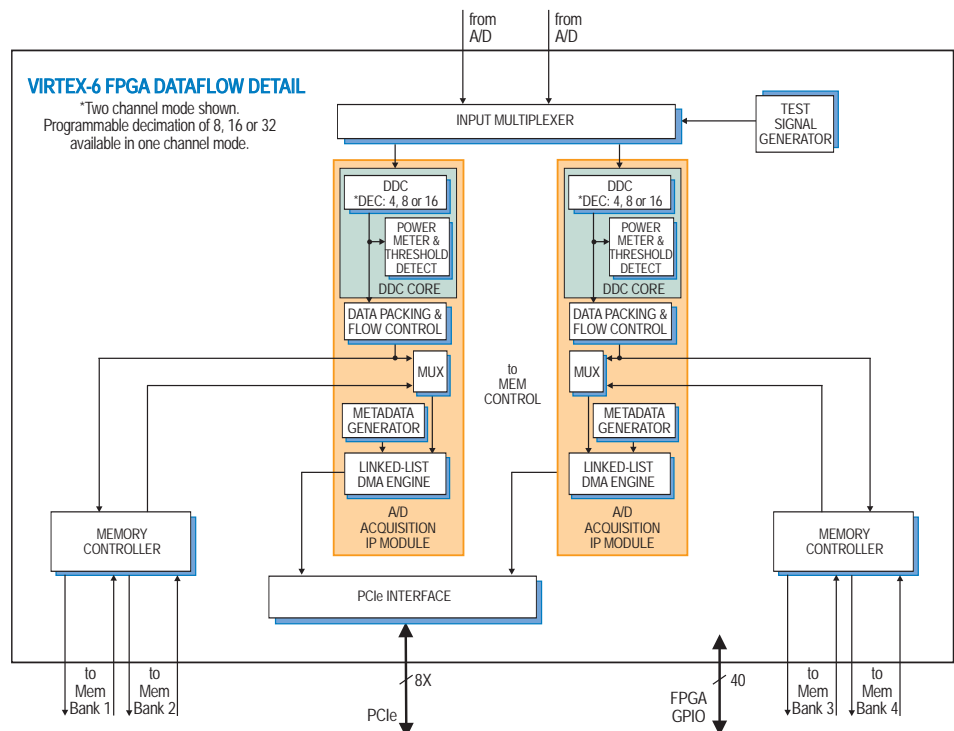 from
A/D
from
A/D
VIRTEX-6 FPGA DATAFLOW DETAIL
*Two channel mode shown.
Programmable decimation of 8, 16 or 32
available in one channel mode.
INPUT MULTIPLEXER
TEST
SIGNAL
GENERATOR
DDC
*DEC: 4, 8 or 16
POWER
METER &
THRESHOLD
DETECT
DDC CORE
DATA PACKING &
FLOW CONTROL
MUX
METADATA
GENERATOR
LINKED-LIST
DMA ENGINE
A/D
ACQUISITION
IP MODULE
to
MEM
CONTROL
DDC
*DEC: 4, 8 or 16
POWER
METER &
THRESHOLD
DETECT
DDC CORE
DATA PACKING &
FLOW CONTROL
MUX
METADATA
GENERATOR
LINKED-LIST
DMA ENGINE
A/D
ACQUISITION
IP MODULE
MEMORY
CONTROLLER
MEMORY
CONTROLLER
PCIe INTERFACE
to
Mem
Bank 1
to
Mem
Bank 2
8X
PCIe
40
FPGA
GPIO
to
Mem
Bank 3
to
Mem
Bank 4